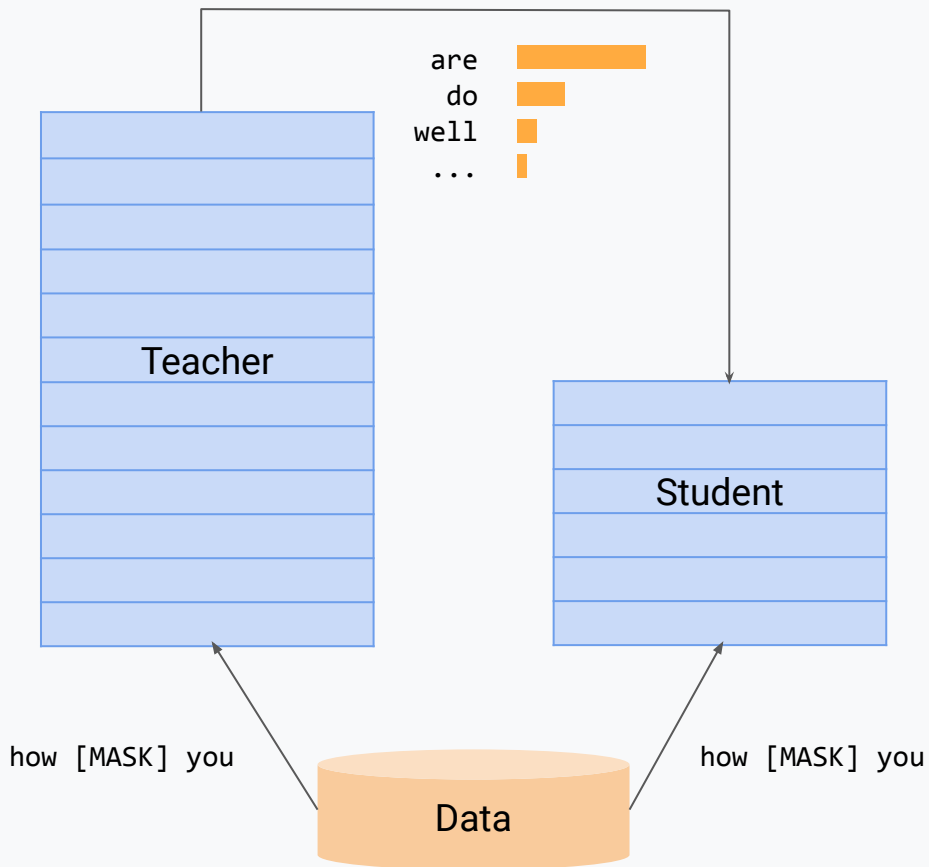 are
do
well
...
Teacher
Student
how [MASK] you
how [MASK] you
Data